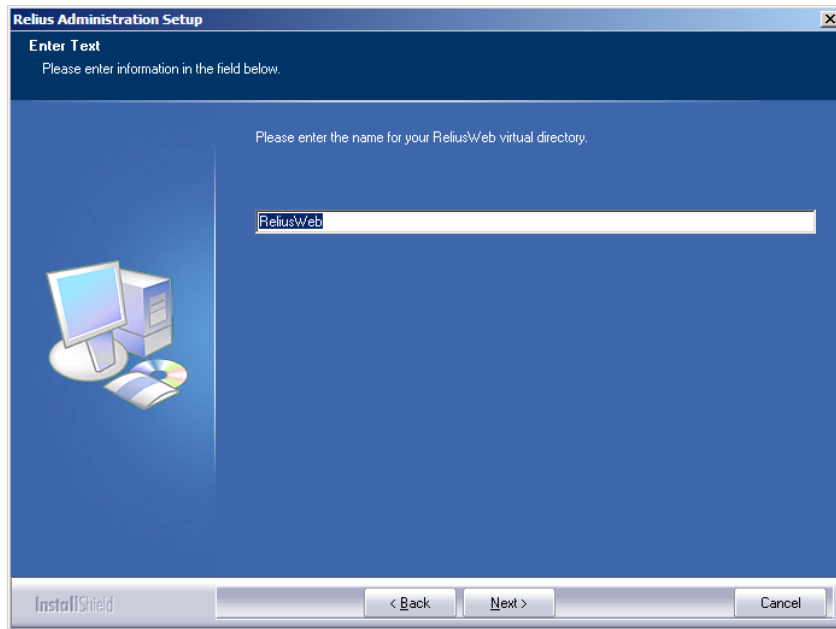 Relius Administration Setup
Enter Text
Please enter information in the field below.
Please enter the name for your ReliusWeb virtual directory.
ReliusWeb
InstallShield
< Back
Next >
Cancel